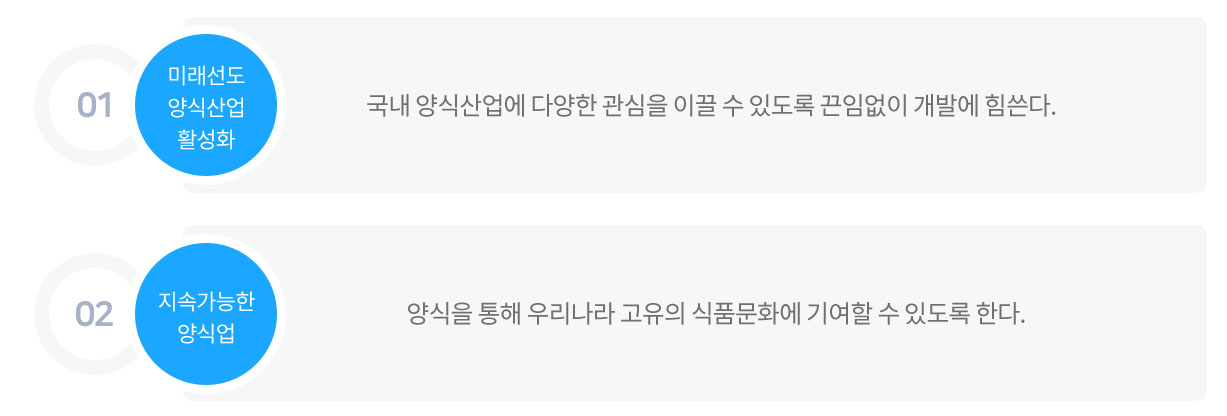 01
미래선도
양식산업
활성화
국내 양식산업에 다양한 관심을 이끌 수 있도록 끈임없이 개발에 힘쓴다.
02
지속가능한
양식업
양식을 통해 우리나라 고유의 식품문화에 기여할 수 있도록 한다.